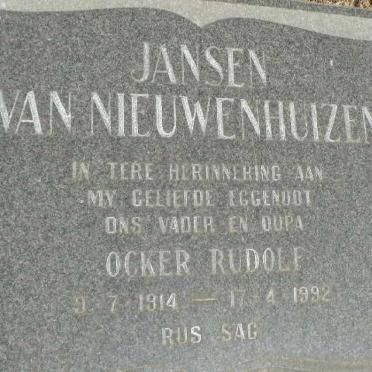 JANSEN
VAN NIEUWENHUIZEN
IN TERE HERINNERING AAN
MY GELIEFDE EGGENOOT
ONS VADER EN OUPA
OCKER RUDOLF
9-7-1914 — 17-4-1992
RUS SAG